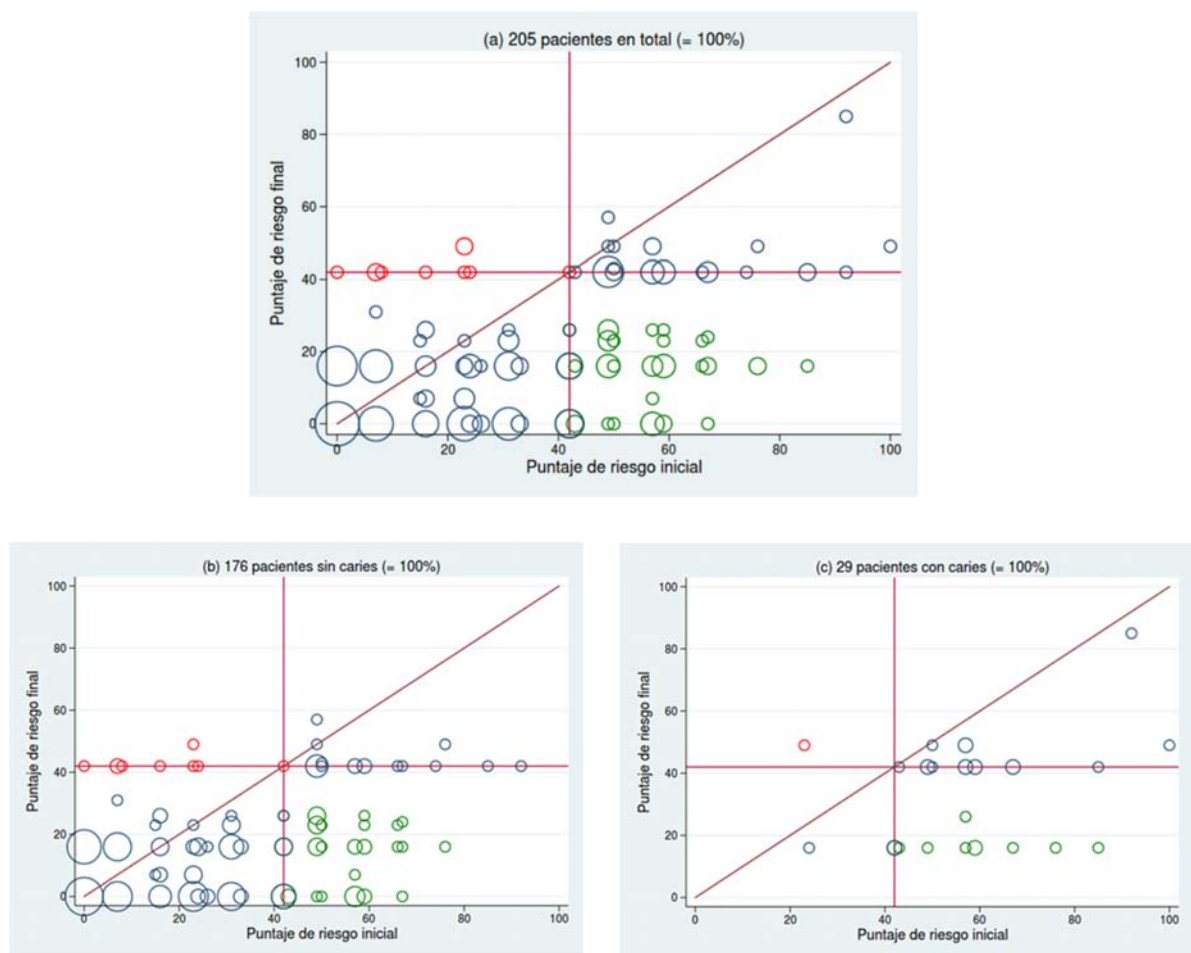 (a) 205 pacientes en total (= 100%)
100
80
60
40
20
0
Puntaje de riesgo final
0 20 40 60 80 100
Puntaje de riesgo inicial
(b) 176 pacientes sin caries (= 100%)
100
80
60
40
20
0
Puntaje de riesgo final
0 20 40 60 80 100
Puntaje de riesgo inicial
(c) 29 pacientes con caries (= 100%)
100
80
60
40
20
0
Puntaje de riesgo final
0 20 40 60 80 100
Puntaje de riesgo inicial